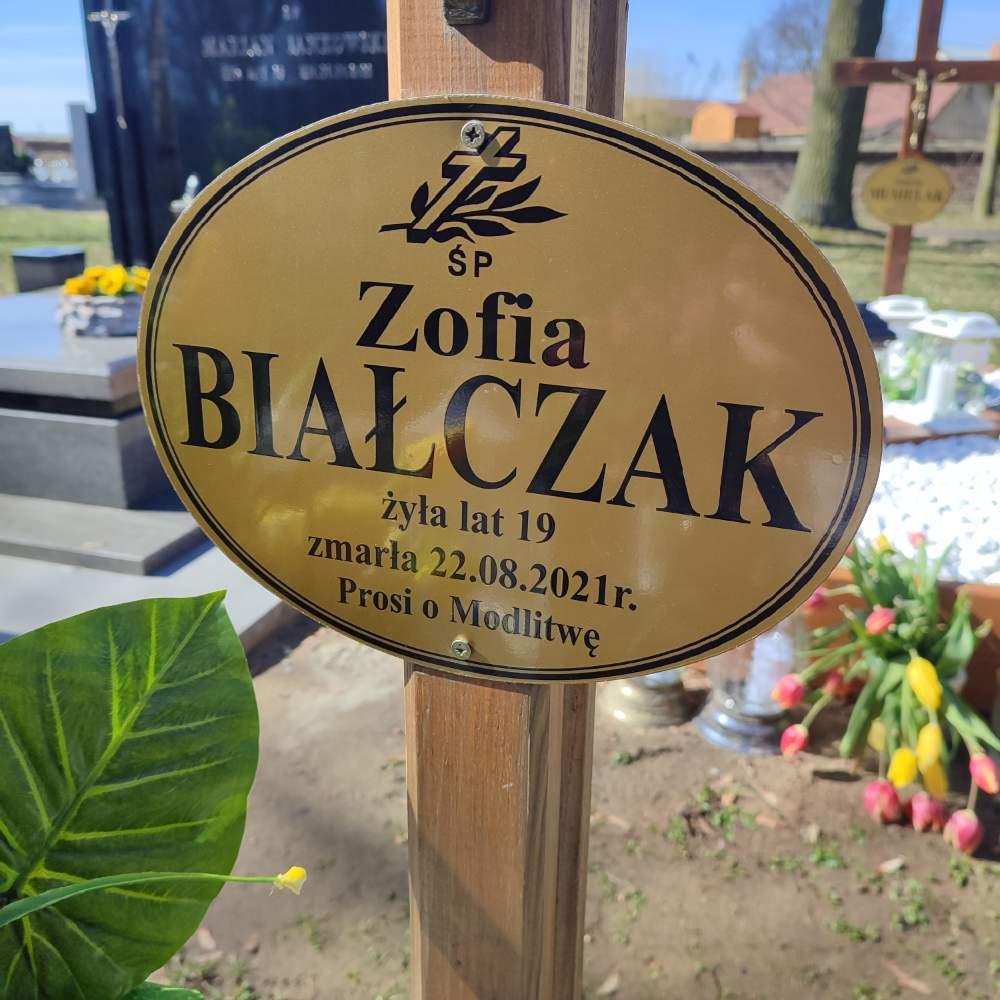 ŚP
Zofia
BIAŁCZAK
żyła lat 19
zmarła 22.08.2021r.
Prosi o Modlitwę